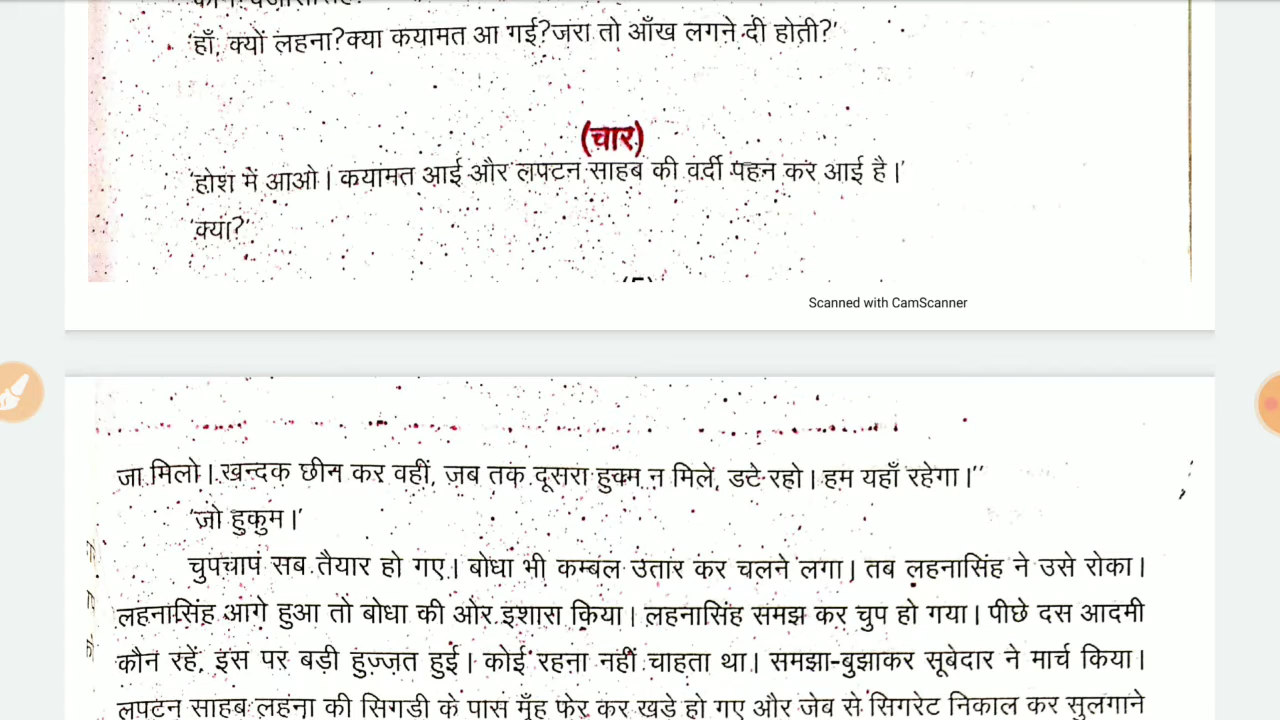 'हाँ, क्यों लहना?क्या कयामत आ गई?जरा तो आँख लगने दी होती?'
(चार)
'होश में आओ। कयामत आई और लपटन साहब की वर्दी पहन कर आई है।'
'क्या?'
Scanned with CamScanner
जा मिलो। खन्दक छीन कर वहीं, जब तक दूसरा हुक्म न मिले, डटे रहो। हम यहाँ रहेगा।''
'जो हुकुम।'
चुपचाप सब तैयार हो गए। बोधा भी कम्बल उतार कर चलने लगा। तब लहनासिंह ने उसे रोका।
लहनासिंह आगे हुआ तो बोधा की ओर इशारा किया। लहनासिंह समझ कर चुप हो गया। पीछे दस आदमी
कौन रहें, इस पर बड़ी हुज्जत हुई। कोई रहना नहीं चाहता था। समझा-बुझाकर सूबेदार ने मार्च किया।
लपटन साहब लहना की सिगडी के पास मुँह फेर कर खड़े हो गए और जेब से सिगरेट निकाल कर सुलगाने